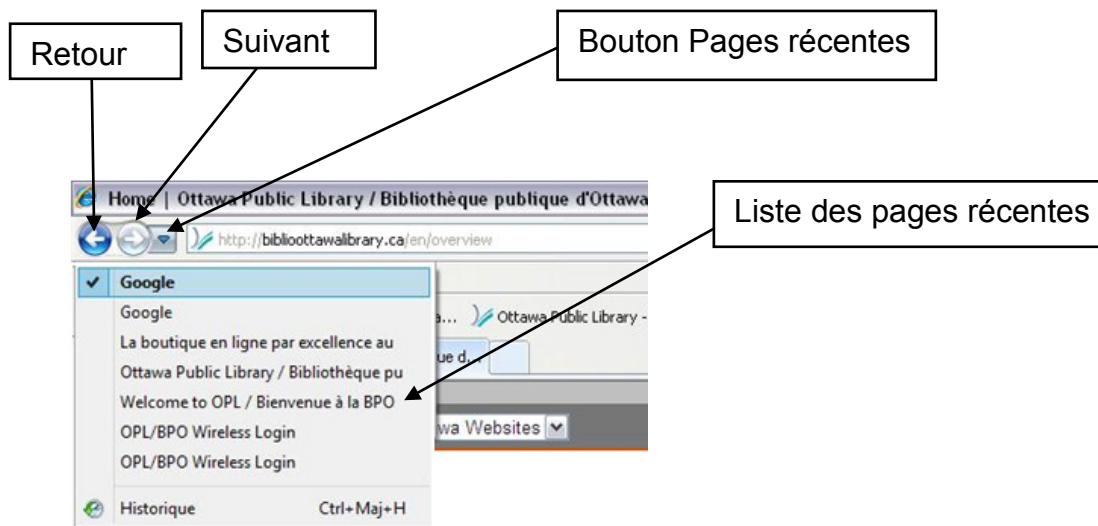 Retour
Suivant
Bouton Pages récentes
Home | Ottawa Public Library / Bibliothèque publique d'Ottawa
Liste des pages récentes
http://biblioottawalibrary.ca/en/overview
Google
Google
a... Ottawa Public Library -
La boutique en ligne par excellence au
ue d...
Ottawa Public Library / Bibliothèque pu
Welcome to OPL / Bienvenue à la BPO
wa Websites
OPL/BPO Wireless Login
OPL/BPO Wireless Login
Historique Ctrl+Maj+H